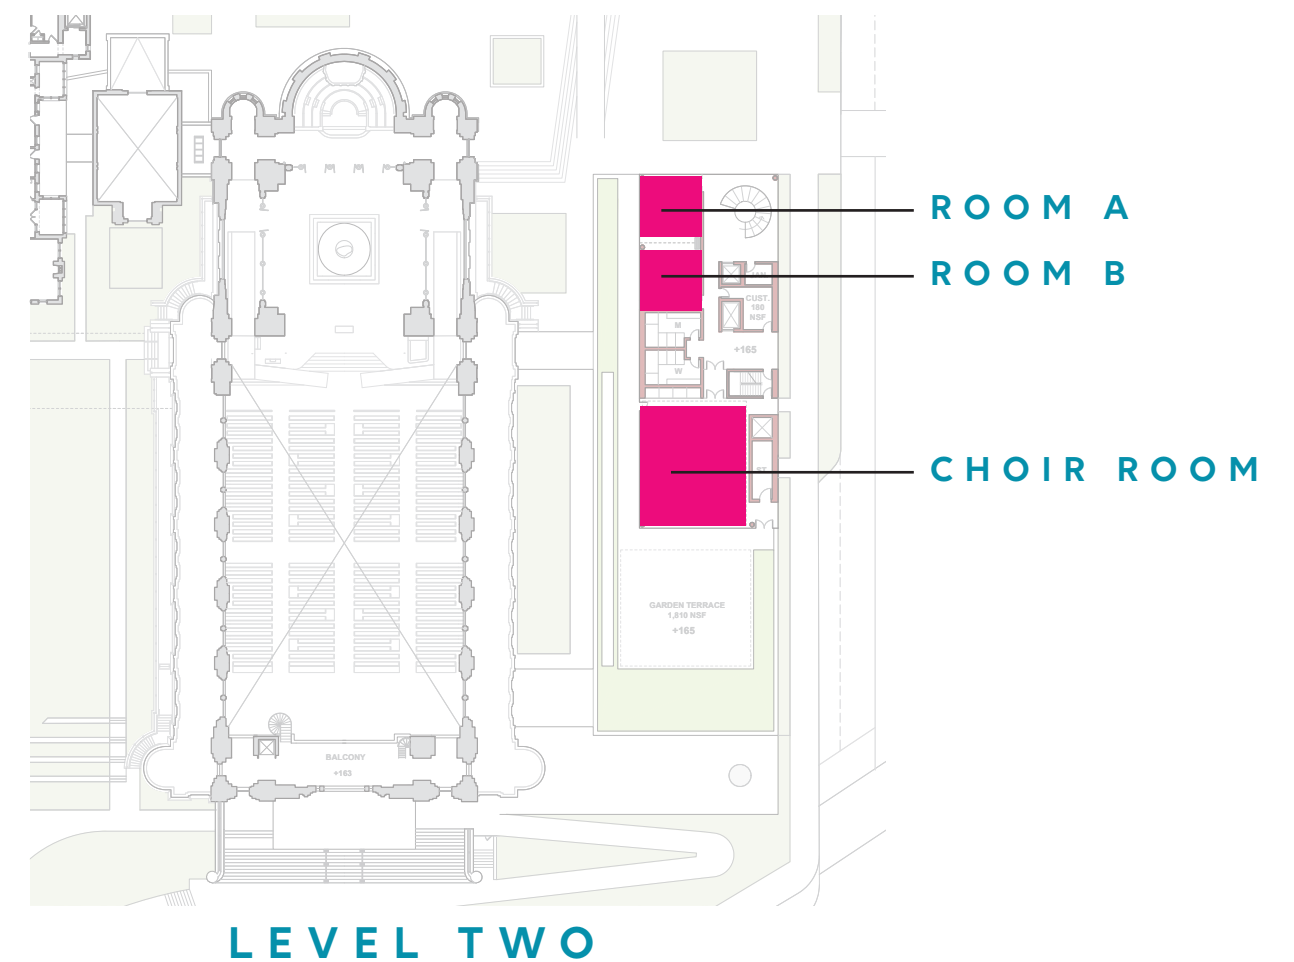 ROOM A
ROOM B
CUST.
150
NSF
M
+165
W
CHOIR ROOM
GARDEN TERRACE
1,810 NSF
+165
BALCONY
+163
LEVEL TWO